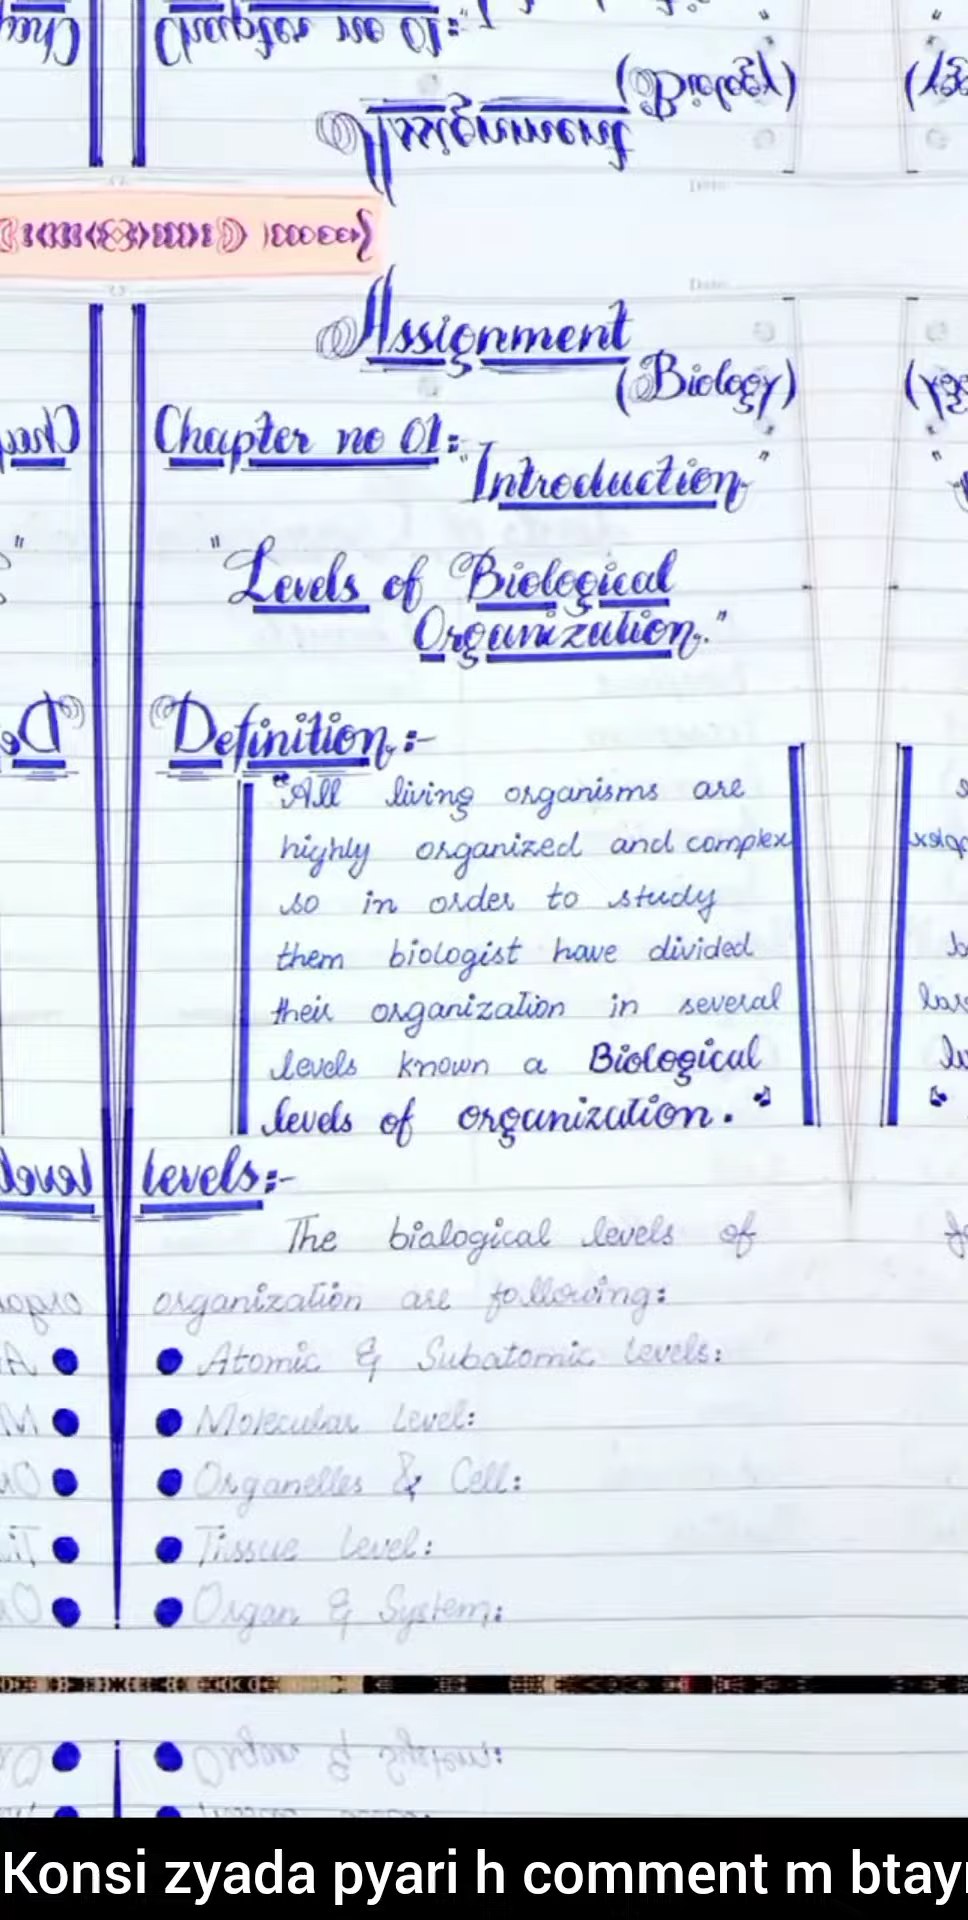 Assignment
(Biology)
Chapter no 01:
"Introduction"
"Levels of Biological
Organization."
Definition:-
"All living organisms are
highly organized and complex
so in order to study
them biologist have divided
their organization in several
levels known a Biological
levels of organization."
levels:-
The bialogical levels of
organization are following:
Atomic & Subatomic Levels:
Molecular Level:
Organelles & Cell:
Tissue Level:
Organ & System:
Konsi zyada pyari h comment m btay